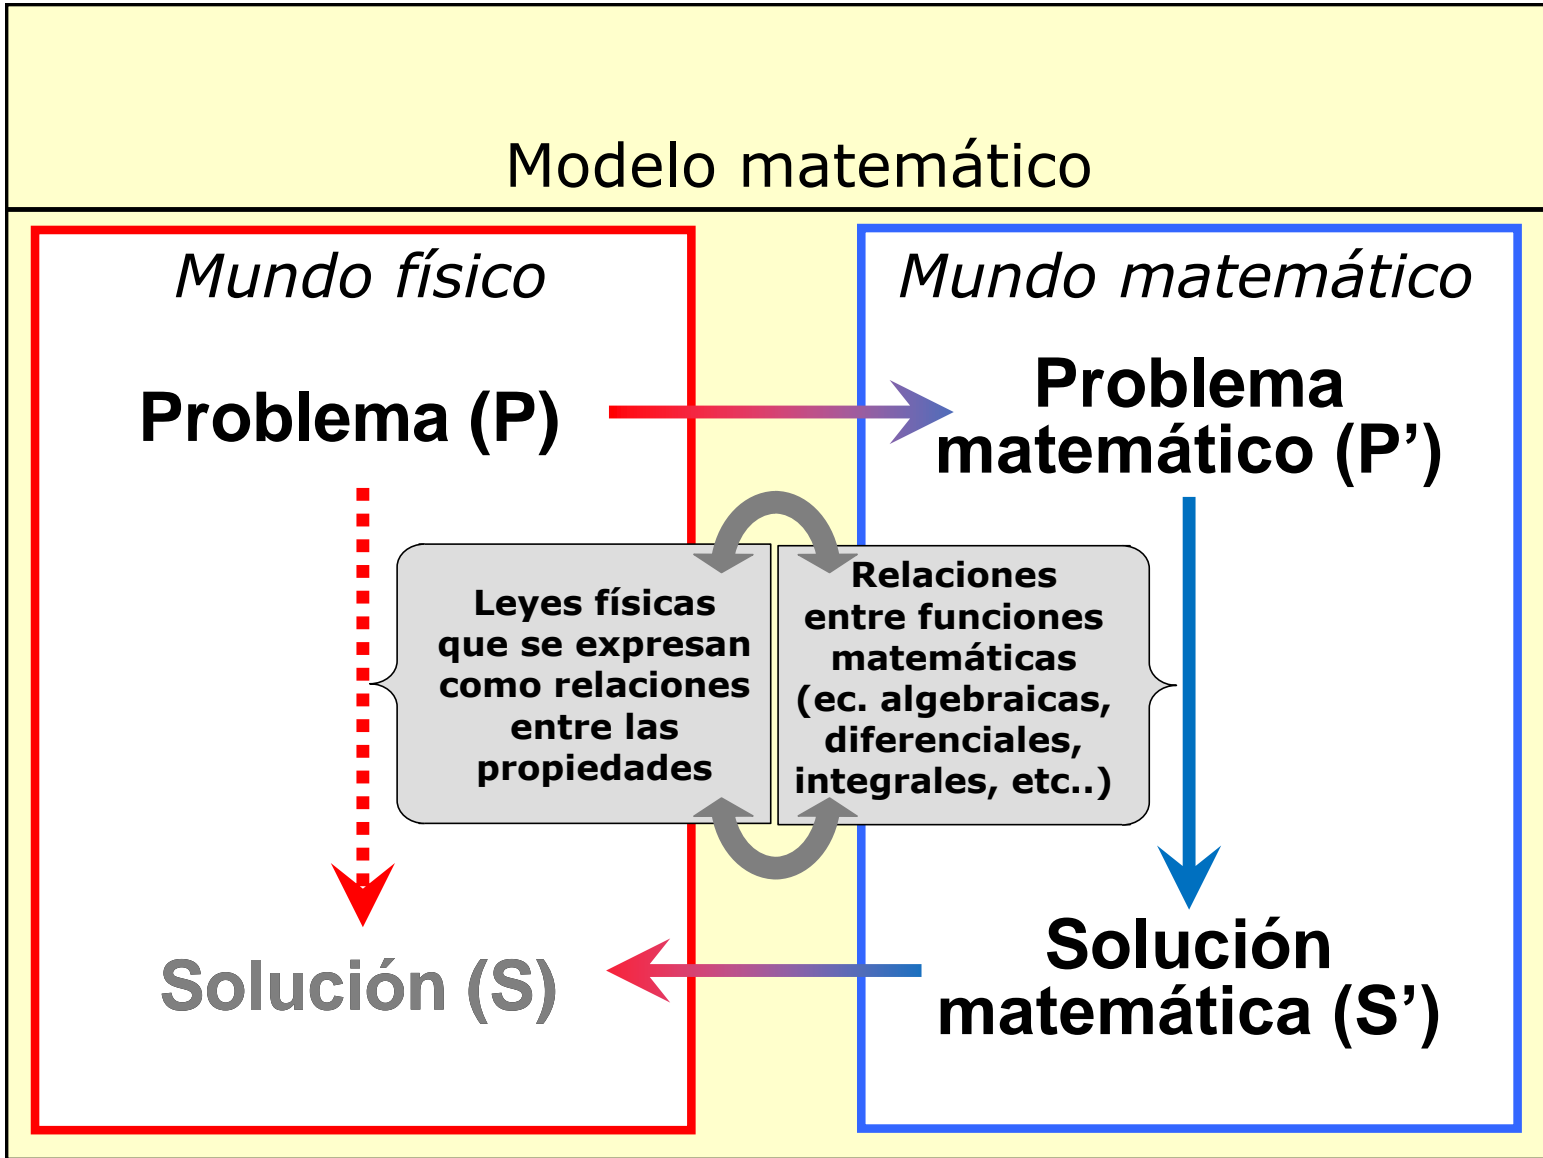 Modelo matemático
Mundo físico
Problema (P)
Leyes físicas
que se expresan
como relaciones
entre las
propiedades
Solución (S)
Mundo matemático
Problema
matemático (P’)
Relaciones
entre funciones
matemáticas
(ec. algebraicas,
diferenciales,
integrales, etc..)
Solución
matemática (S’)